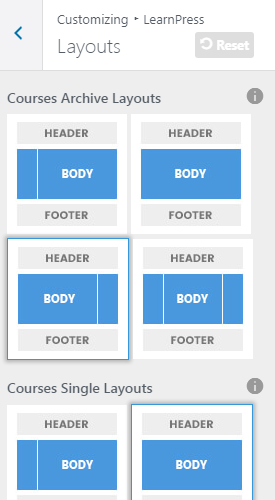 Customizing ▸ LearnPress
Layouts
Reset
Courses Archive Layouts
HEADER HEADER
BODY BODY
FOOTER FOOTER
HEADER HEADER
BODY BODY
FOOTER FOOTER
Courses Single Layouts
HEADER HEADER
BODY BODY